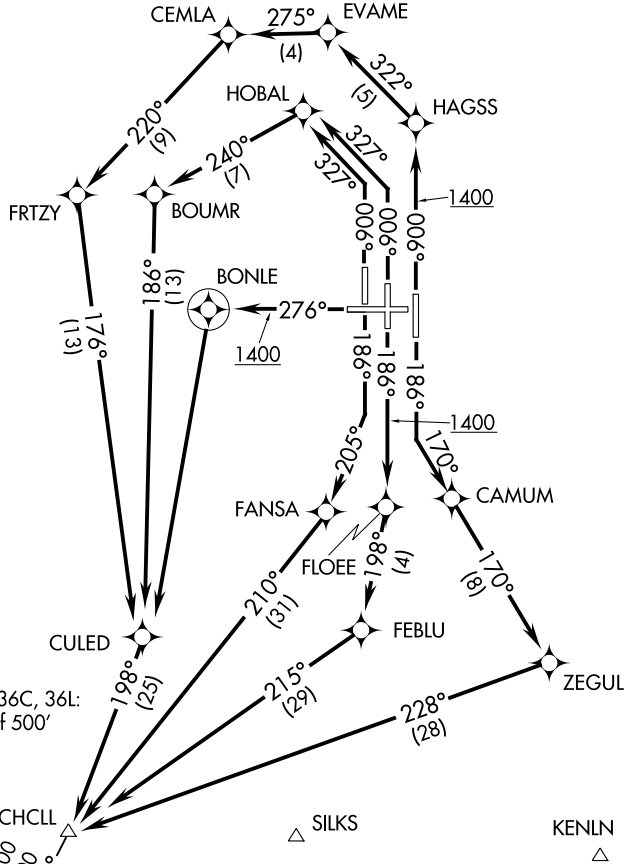 CEMLA
275°
EVAME
(4)
322°
(5)
HOBAL
HAGSS
220°
(9)
327°
240°
(7)
327°
1400
FRTZY
BOUMR
006°
006°
006°
186°
(13)
BONLE
276°
176°
(13)
1400
186°
186°
186°
1400
205°
170°
FANSA
CAMUM
198°
(4)
FLOEE
170°
(8)
210°
(31)
CULED
FEBLU
ZEGUL
198°
(25)
215°
(29)
36C, 36L:
f 500′
228°
(28)
CHCLL
SILKS
KENLN